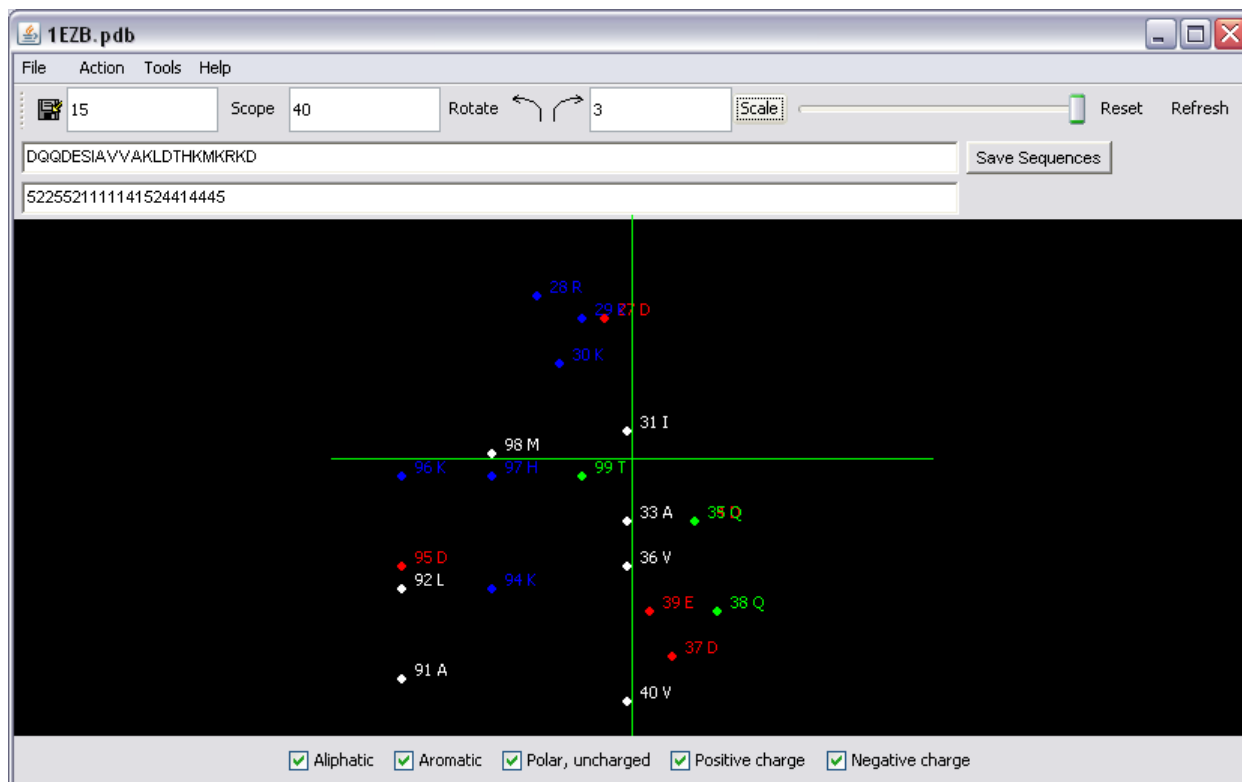 1EZB.pdb
File Action Tools Help
15 Scope 40 Rotate 3 Scale Reset Refresh
DQQDESIAVVAKLDTHKMKRKD Save Sequences
5225521111141524414445
28 R
27 D
30 K
31 I
98 M
96 K 97 H 99 T
33 A 35 Q
36 V
95 D
92 L 94 K
39 E 38 Q
37 D
91 A
40 V
Aliphatic Aromatic Polar, uncharged Positive charge Negative charge